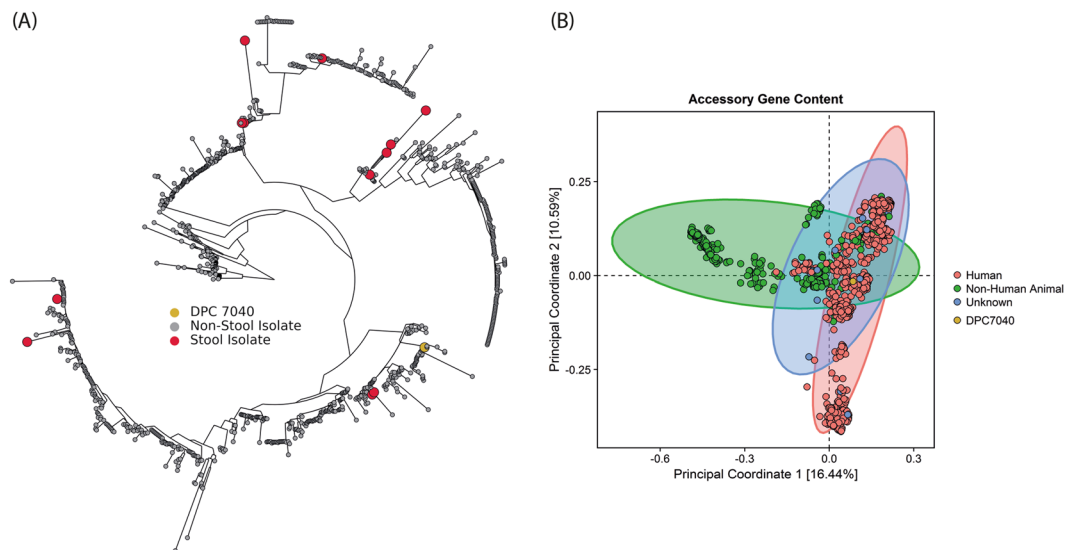 (A)
DPC 7040
Non-Stool Isolate
Stool Isolate
(B)
Accessory Gene Content
Principal Coordinate 2 [10.59%]
0.25
0.00
-0.25
-0.6
-0.3
0.0
0.3
Principal Coordinate 1 [16.44%]
Human
Non-Human Animal
Unknown
DPC7040